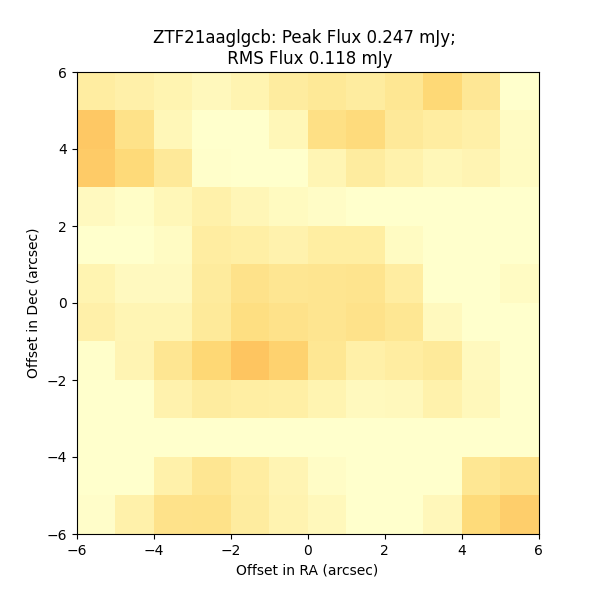 ZTF21aaglgcb: Peak Flux 0.247 mJy;
RMS Flux 0.118 mJy
6
4
2
0
−2
−4
−6
Offset in Dec (arcsec)
−6 −4 −2 0 2 4 6
Offset in RA (arcsec)